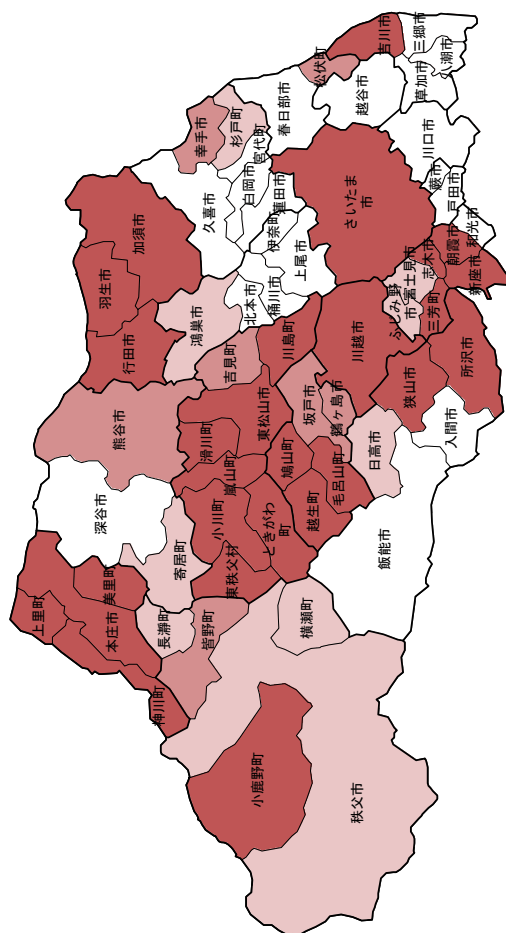 小鹿野町
秩父市
神川町
皆野町
長瀞町
横瀬町
上里町
本庄市
美里町
東秩父村
寄居町
小川町
ときがわ
町
深谷市
嵐山町
滑川町
越生町
毛呂山町
鳩山町
飯能市
熊谷市
東松山市
坂戸市
鶴ヶ島市
日高市
入間市
行田市
吉見町
川島町
川越市
狭山市
所沢市
羽生市
鴻巣市
北本市
桶川市
ふじみ野
市
三芳町
富士見市
志木市
新座市
加須市
久喜市
伊奈町
上尾市
さいたま
市
朝霞市
和光市
白岡市
蓮田市
戸田市
蕨市
幸手市
杉戸町
宮代町
春日部市
川口市
松伏町
越谷市
草加市
吉川市
三郷市
八潮市